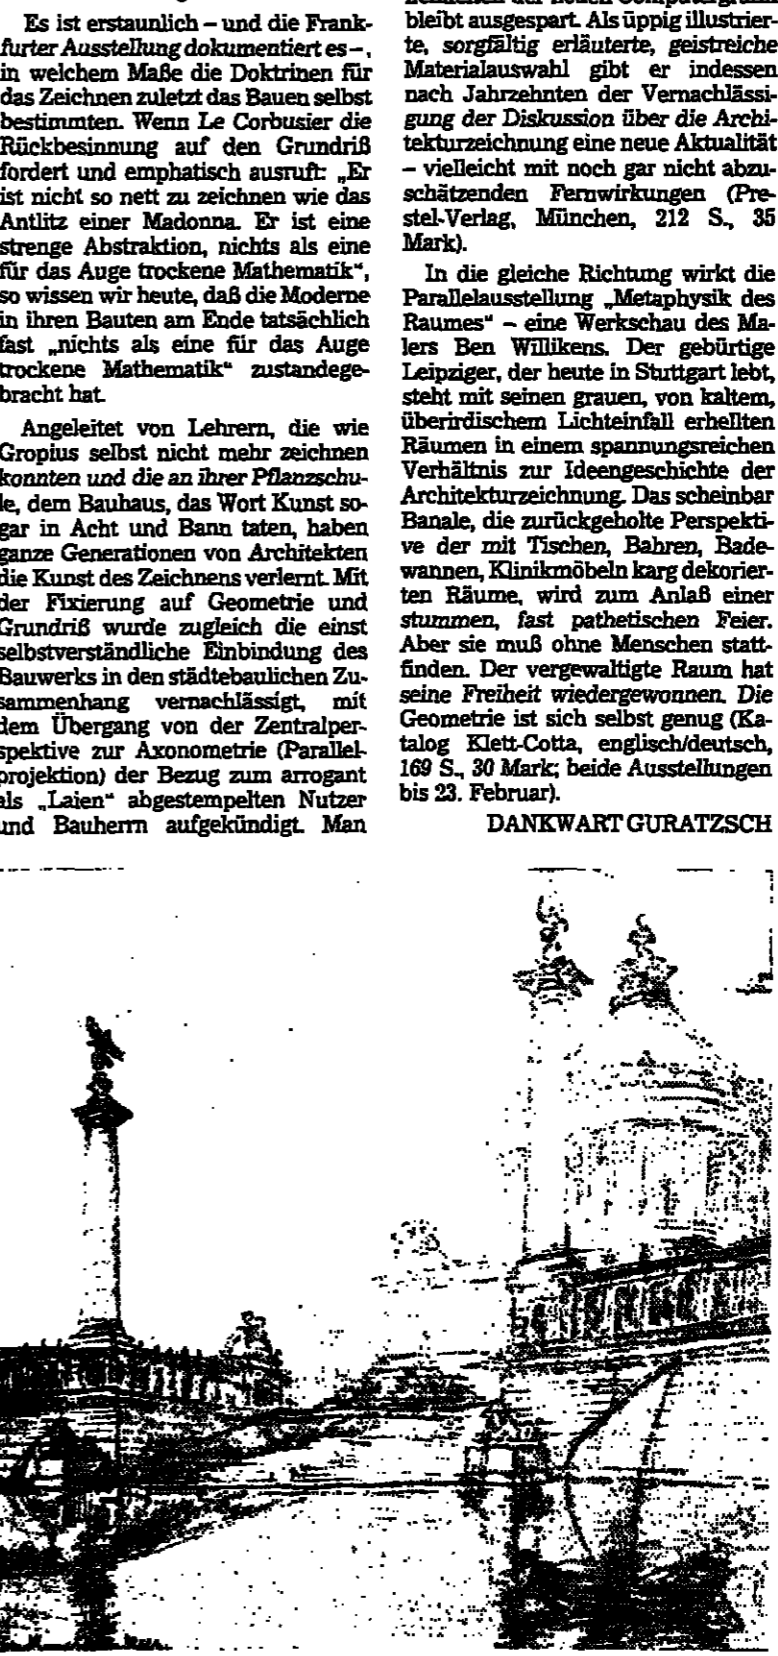 Es ist erstaunlich – und die Frank-
furter Ausstellung dokumentiert es –,
in welchem Maße die Doktrinen für
das Zeichnen zuletzt das Bauen selbst
bestimmten. Wenn Le Corbusier die
Rückbesinnung auf den Grundriß
fordert und emphatisch ausruft: „Er
ist nicht so nett zu zeichnen wie das
Antlitz einer Madonna. Er ist eine
strenge Abstraktion, nichts als eine
für das Auge trockene Mathematik“,
so wissen wir heute, daß die Moderne
in ihren Bauten am Ende tatsächlich
fast „nichts als eine für das Auge
trockene Mathematik“ zustandege-
bracht hat.
Angeleitet von Lehrern, die wie
Gropius selbst nicht mehr zeichnen
konnten und die an ihrer Pflanzschu-
le, dem Bauhaus, das Wort Kunst so-
gar in Acht und Bann taten, haben
ganze Generationen von Architekten
die Kunst des Zeichnens verlernt. Mit
der Fixierung auf Geometrie und
Grundriß wurde zugleich die einst
selbstverständliche Einbindung des
Bauwerks in den städtebaulichen Zu-
sammenhang vernachlässigt, mit
dem Übergang von der Zentralper-
spektive zur Axonometrie (Parallel-
projektion) der Bezug zum arrogant
als „Laien“ abgestempelten Nutzer
und Bauherrn aufgekündigt. Man
bleibt ausgespart. Als üppig illustrier-
te, sorgfältig erläuterte, geistreiche
Materialauswahl gibt er indessen
nach Jahrzehnten der Vernachlässi-
gung der Diskussion über die Archi-
tekturzeichnung eine neue Aktualität
– vielleicht mit noch gar nicht abzu-
schätzenden Fernwirkungen (Pre-
stel-Verlag, München, 212 S., 35
Mark).
In die gleiche Richtung wirkt die
Parallelausstellung „Metaphysik des
Raumes“ – eine Werkschau des Ma-
lers Ben Willikens. Der gebürtige
Leipziger, der heute in Stuttgart lebt,
steht mit seinen grauen, von kaltem,
überirdischem Lichteinfall erhellten
Räumen in einem spannungsreichen
Verhältnis zur Ideengeschichte der
Architekturzeichnung. Das scheinbar
Banale, die zurückgeholte Perspekti-
ve der mit Tischen, Bahren, Bade-
wannen, Klinikmöbeln karg dekorier-
ten Räume, wird zum Anlaß einer
stummen, fast pathetischen Feier.
Aber sie muß ohne Menschen statt-
finden. Der vergewaltigte Raum hat
seine Freiheit wiedergewonnen. Die
Geometrie ist sich selbst genug (Ka-
talog Klett-Cotta, englisch/deutsch,
169 S., 30 Mark; beide Ausstellungen
bis 23. Februar).
DANKWART GURATZSCH